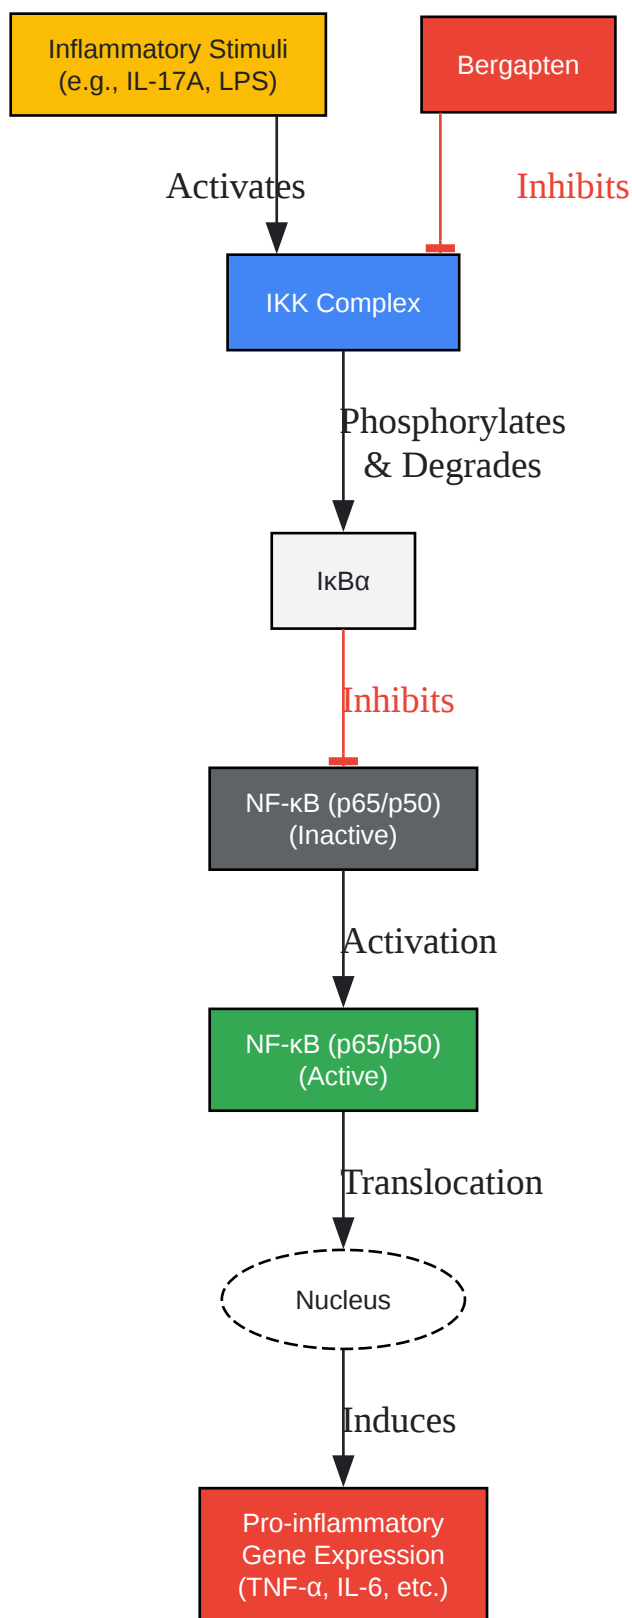 Inflammatory Stimuli
(e.g., IL-17A, LPS)
Bergapten
Activates
Inhibits
IKK Complex
Phosphorylates
& Degrades
IκBα
Inhibits
NF-κB (p65/p50)
(Inactive)
Activation
NF-κB (p65/p50)
(Active)
Translocation
Nucleus
Induces
Pro-inflammatory
Gene Expression
(TNF-α, IL-6, etc.)